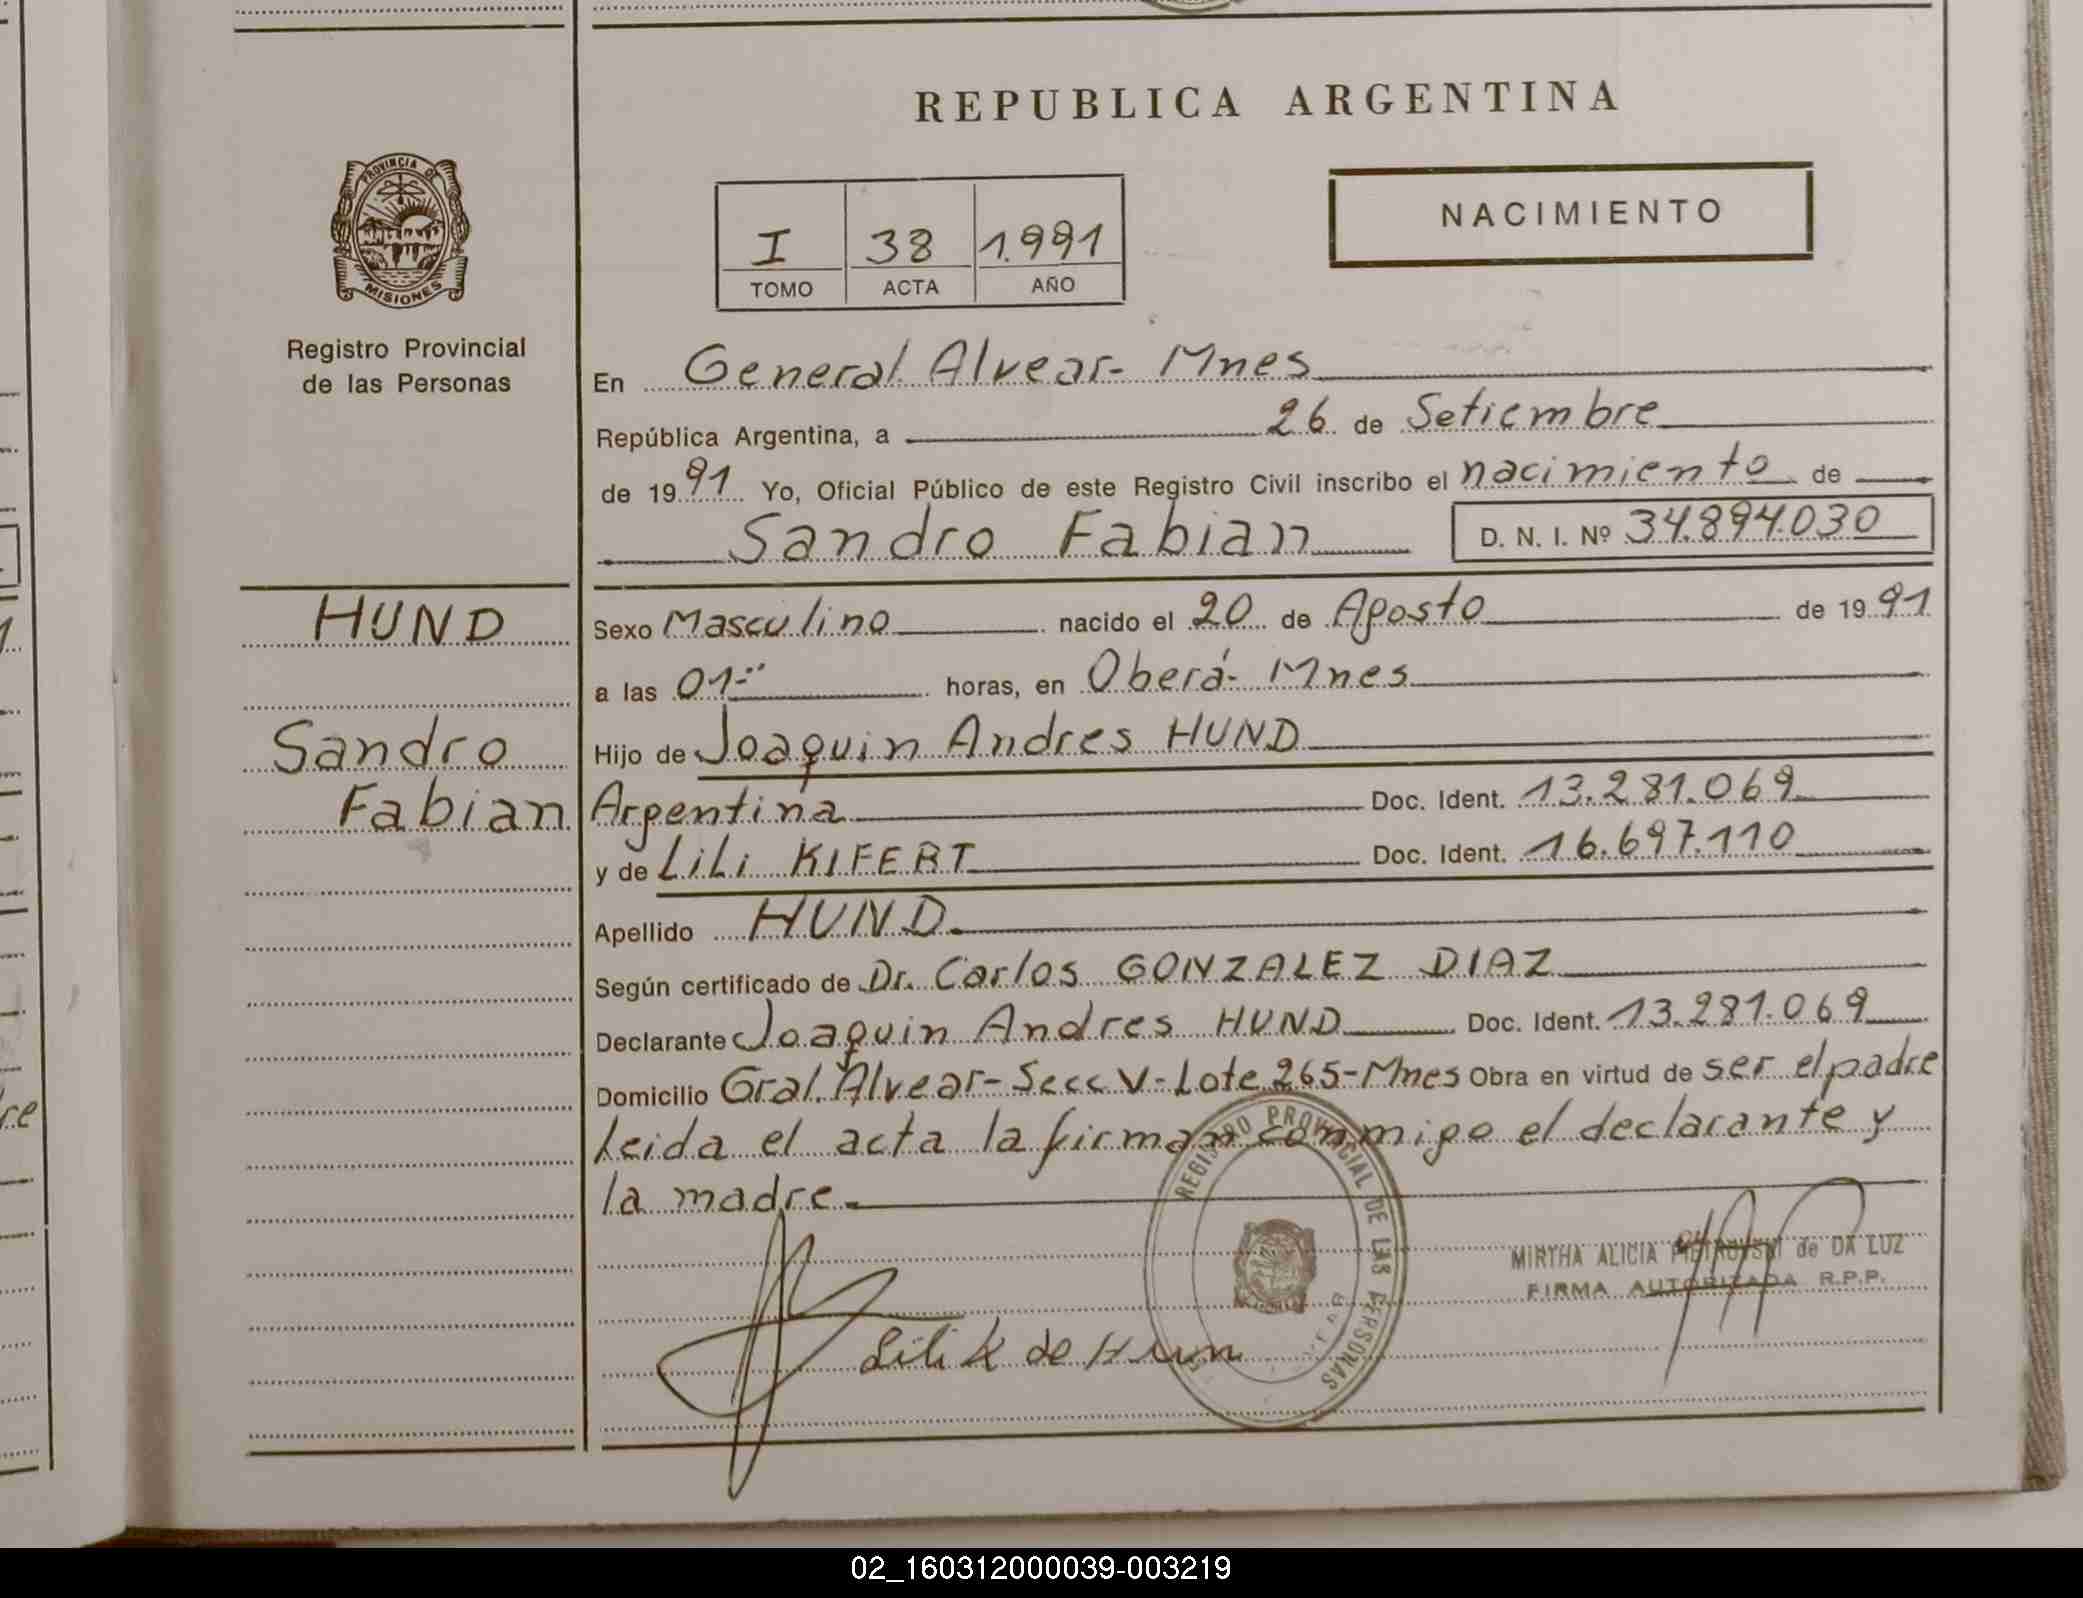 REPUBLICA ARGENTINA
PROVINCIA DE MISIONES
Registro Provincial
de las Personas
I 38 1.991
TOMO ACTA AÑO
NACIMIENTO
En General Alvear- Mnes
República Argentina, a 26 de Setiembre
de 1991 Yo, Oficial Público de este Registro Civil inscribo el nacimiento de
Sandro Fabian D. N. I. Nº 34.894.030
HUND
Sandro
Fabian
Sexo Masculino nacido el 20 de Agosto de 1991
a las 01 horas, en Oberá- Mnes
Hijo de Joaquin Andres HUND
Argentina Doc. Ident. 13.281.069
y de LiLi KIFERT Doc. Ident. 16.697.110
Apellido HUND
Según certificado de Dr. Carlos GONZALEZ DIAZ
Declarante Joaquin Andres HUND Doc. Ident. 13.281.069
Domicilio Gral. Alvear- Secc V- Lote 265- Mnes Obra en virtud de ser el padre
Leida el acta la firman conmigo el declarante y
la madre.
REGISTRO PROVINCIAL DE LAS PERSONAS
MIRTHA ALICIA de DA LUZ
FIRMA AUTORIZADA R.P.P.
Lili K de Hun
02_160312000039-003219